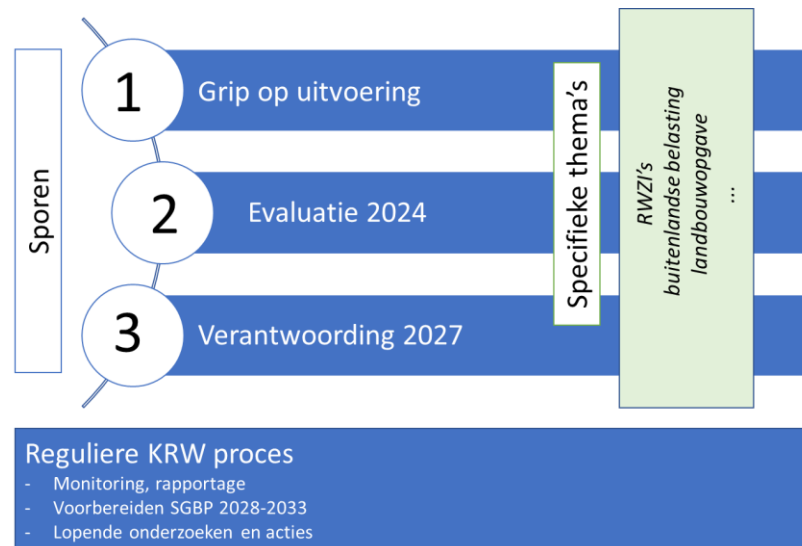 Sporen
1
Grip op uitvoering
2
Evaluatie 2024
3
Verantwoording 2027
Specifieke thema's
RWZI's
buitenlandse belasting
landbouwopgave
...
Reguliere KRW proces
- Monitoring, rapportage
- Voorbereiden SGBP 2028-2033
- Lopende onderzoeken en acties